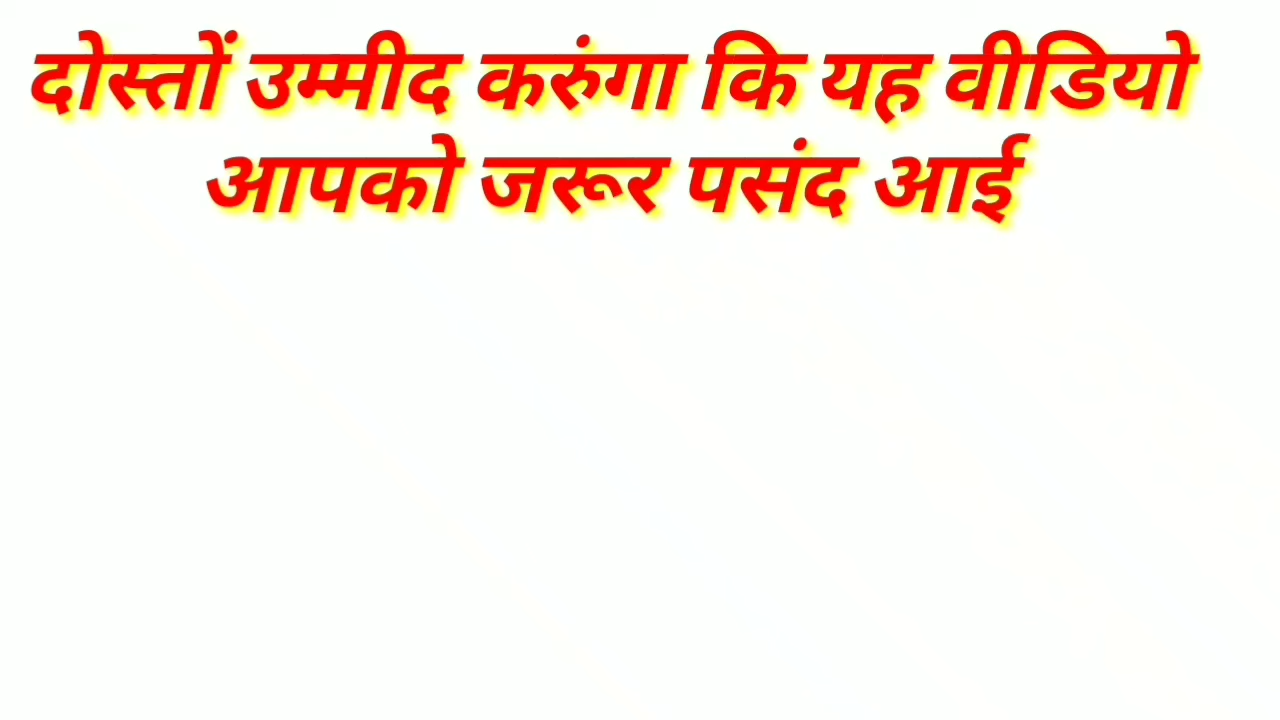 दोस्तों उम्मीद करुंगा कि यह वीडियो
आपको जरूर पसंद आई